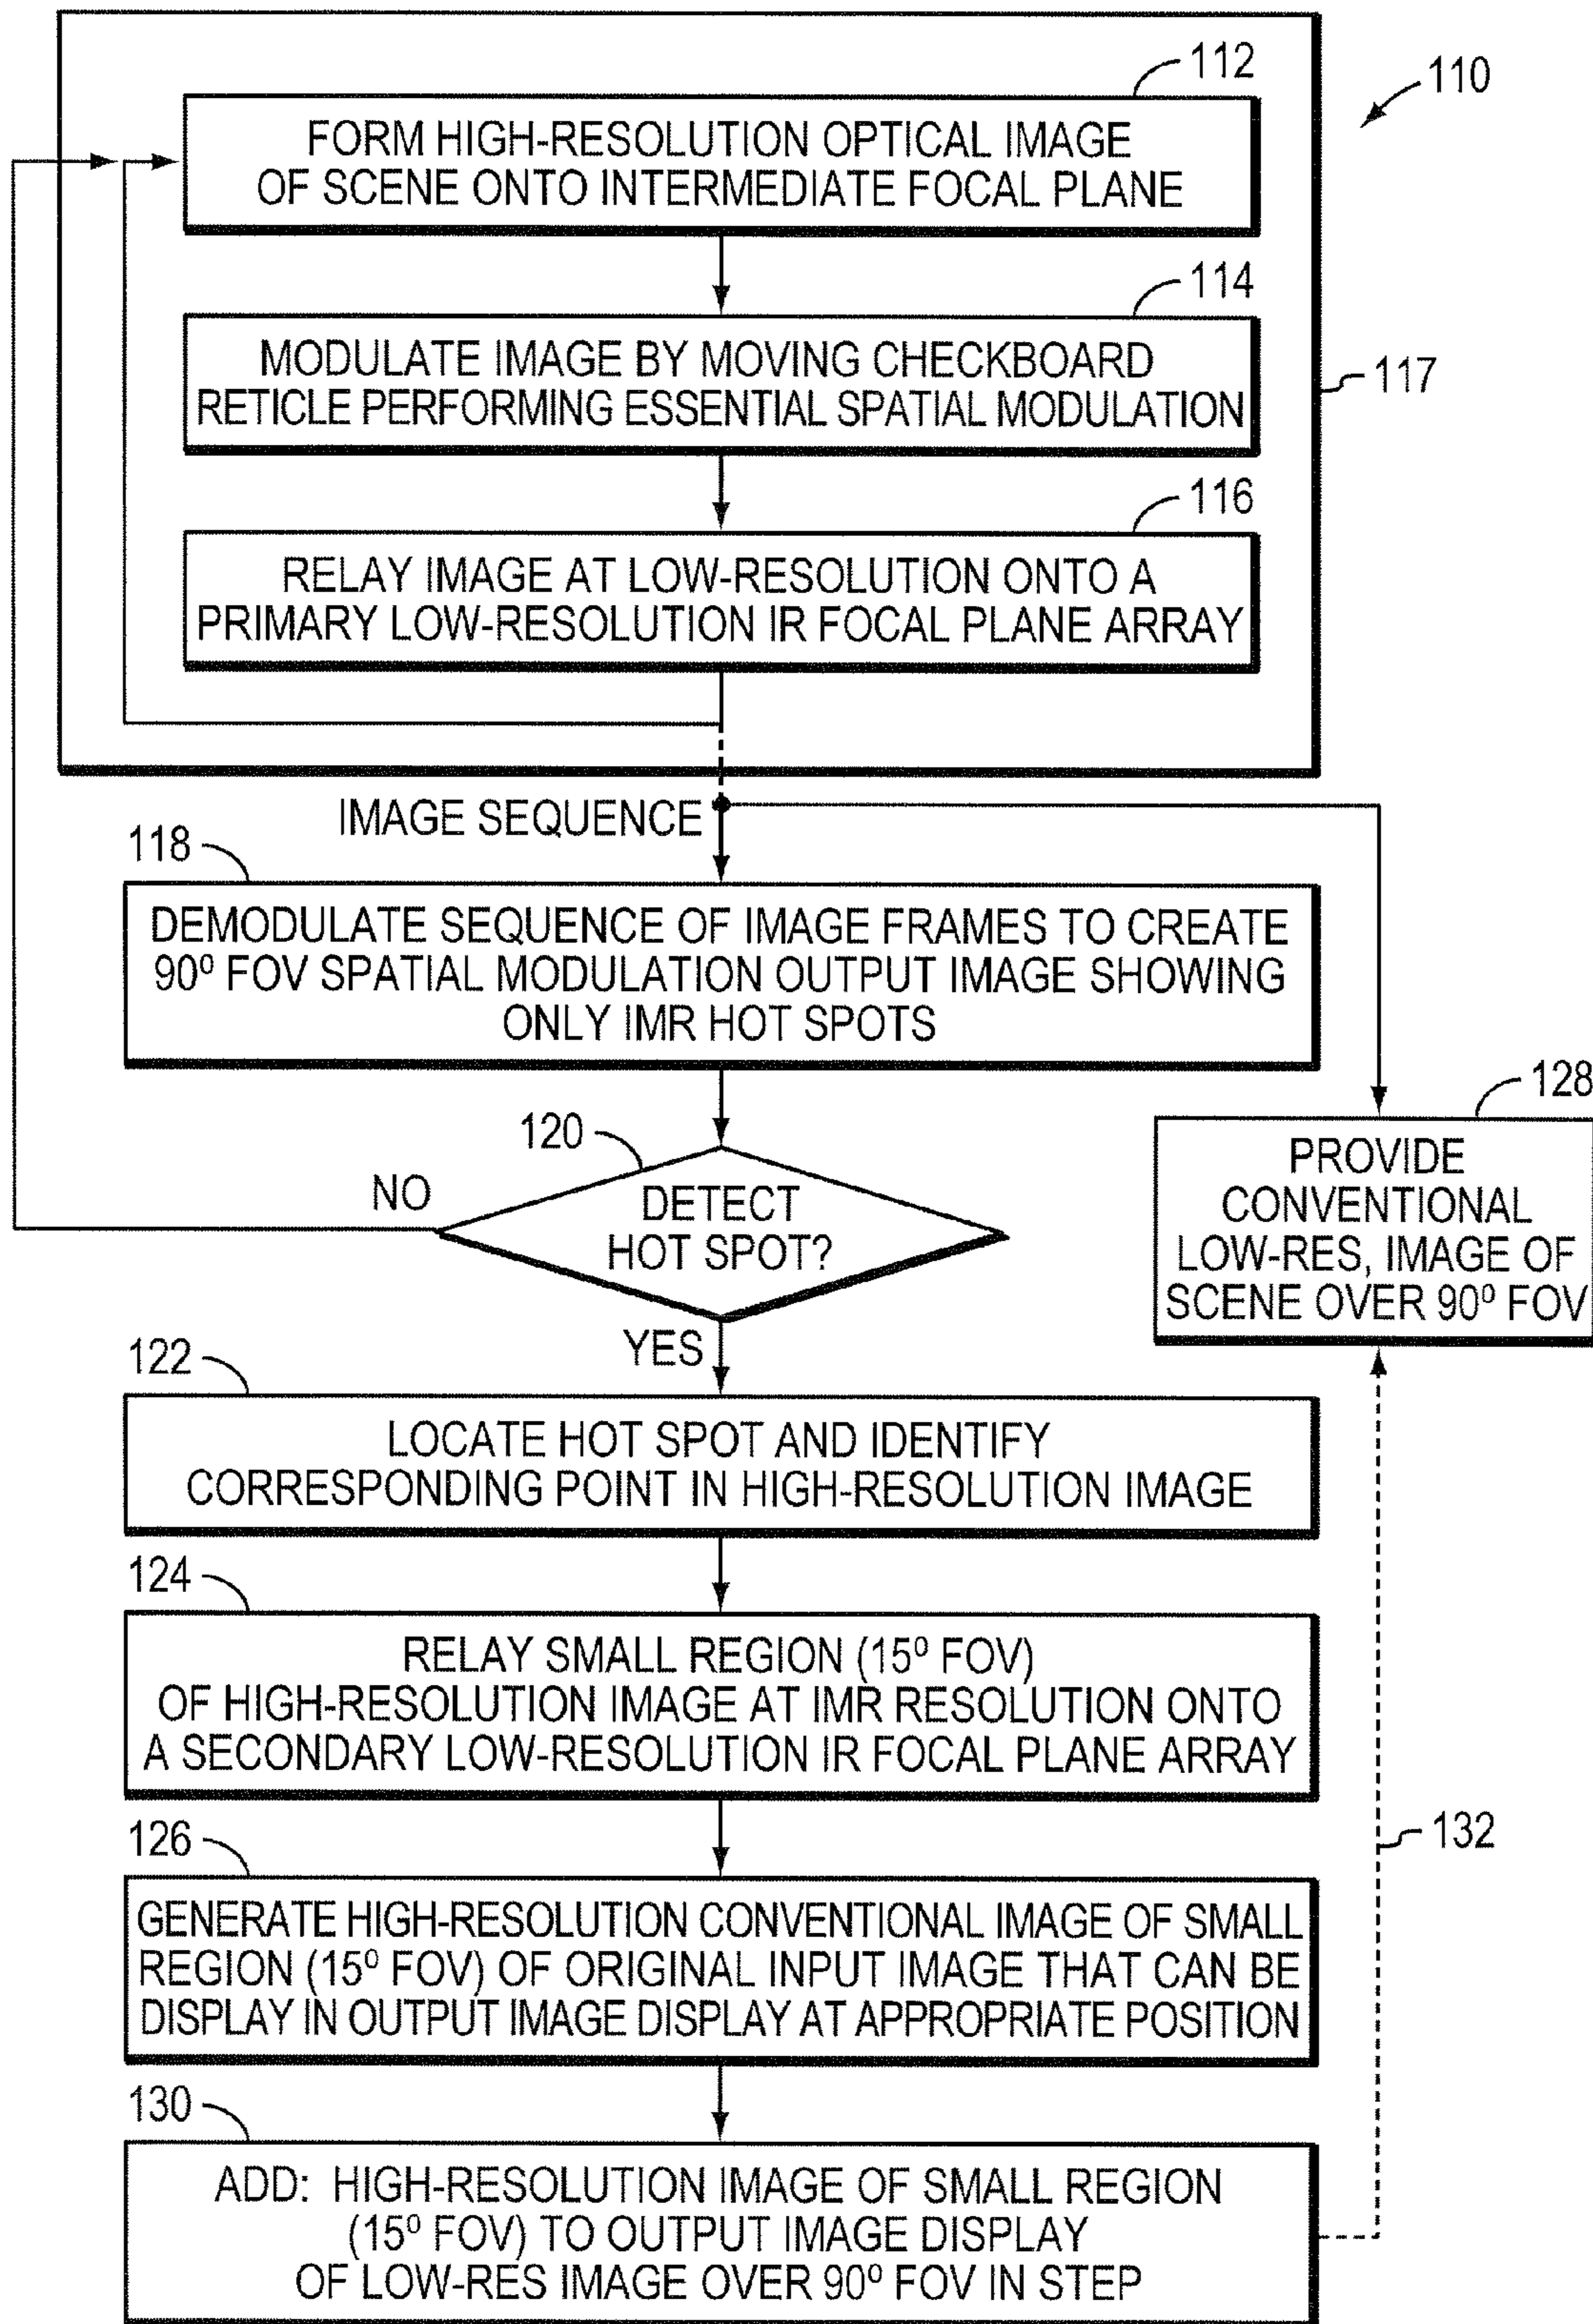 112
110
FORM HIGH-RESOLUTION OPTICAL IMAGE
OF SCENE ONTO INTERMEDIATE FOCAL PLANE
114
MODULATE IMAGE BY MOVING CHECKBOARD
RETICLE PERFORMING ESSENTIAL SPATIAL MODULATION
117
116
RELAY IMAGE AT LOW-RESOLUTION ONTO A
PRIMARY LOW-RESOLUTION IR FOCAL PLANE ARRAY
IMAGE SEQUENCE
118
DEMODULATE SEQUENCE OF IMAGE FRAMES TO CREATE
90º FOV SPATIAL MODULATION OUTPUT IMAGE SHOWING
ONLY IMR HOT SPOTS
120
NO
DETECT
HOT SPOT?
YES
128
PROVIDE
CONVENTIONAL
LOW-RES, IMAGE OF
SCENE OVER 90º FOV
122
LOCATE HOT SPOT AND IDENTIFY
CORRESPONDING POINT IN HIGH-RESOLUTION IMAGE
124
RELAY SMALL REGION (15º FOV)
OF HIGH-RESOLUTION IMAGE AT IMR RESOLUTION ONTO
A SECONDARY LOW-RESOLUTION IR FOCAL PLANE ARRAY
132
126
GENERATE HIGH-RESOLUTION CONVENTIONAL IMAGE OF SMALL
REGION (15º FOV) OF ORIGINAL INPUT IMAGE THAT CAN BE
DISPLAY IN OUTPUT IMAGE DISPLAY AT APPROPRIATE POSITION
130
ADD: HIGH-RESOLUTION IMAGE OF SMALL REGION
(15º FOV) TO OUTPUT IMAGE DISPLAY
OF LOW-RES IMAGE OVER 90º FOV IN STEP